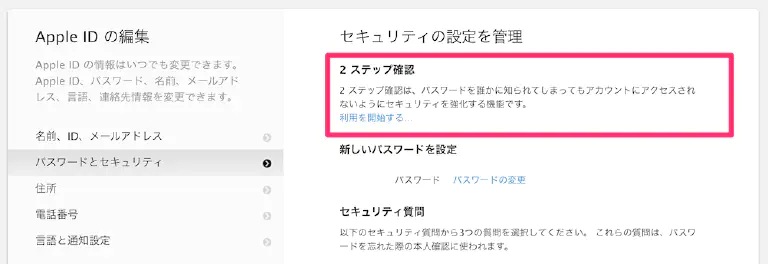 Apple ID の編集
Apple ID の情報はいつでも変更できます。
Apple ID、パスワード、名前、メールアド
レス、言語、連絡先情報を変更できます。
名前、ID、メールアドレス
パスワードとセキュリティ
住所
電話番号
言語と通知設定
セキュリティの設定を管理
2 ステップ確認
2 ステップ確認は、パスワードを誰かに知られてしまってもアカウントにアクセスされ
ないようにセキュリティを強化する機能です。
利用を開始する...
新しいパスワードを設定
パスワード パスワードの変更
セキュリティ質問
以下のセキュリティ質問から3つの質問を選択してください。 これらの質問は、パスワ
ードを忘れた際の本人確認に使われます。